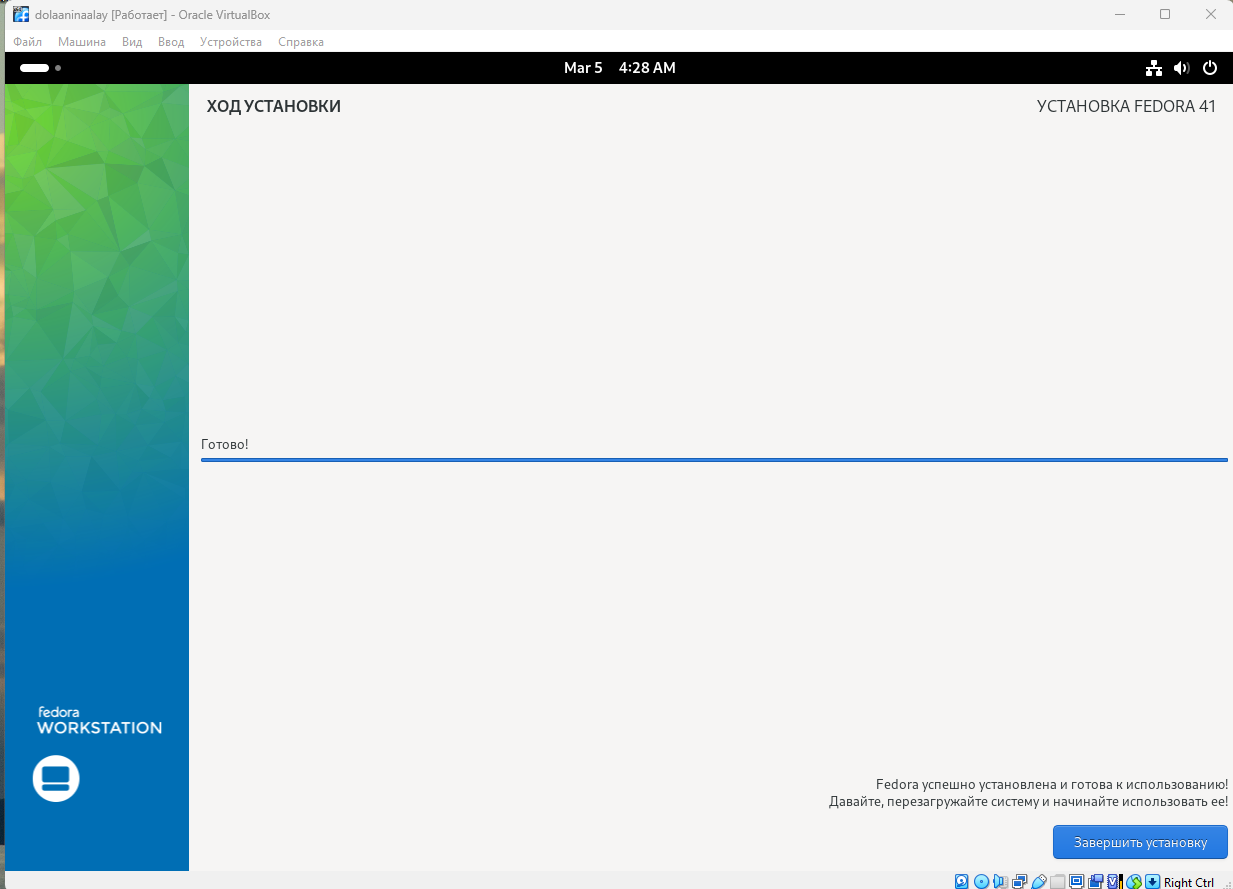 dolaaninaalay [Работает] - Oracle VirtualBox
Файл Машина Вид Ввод Устройства Справка
Mar 5 4:28 AM
ХОД УСТАНОВКИ
УСТАНОВКА FEDORA 41
Готово!
fedora
WORKSTATION
Fedora успешно установлена и готова к использованию!
Давайте, перезагружайте систему и начинайте использовать ее!
Завершить установку
Right Ctrl